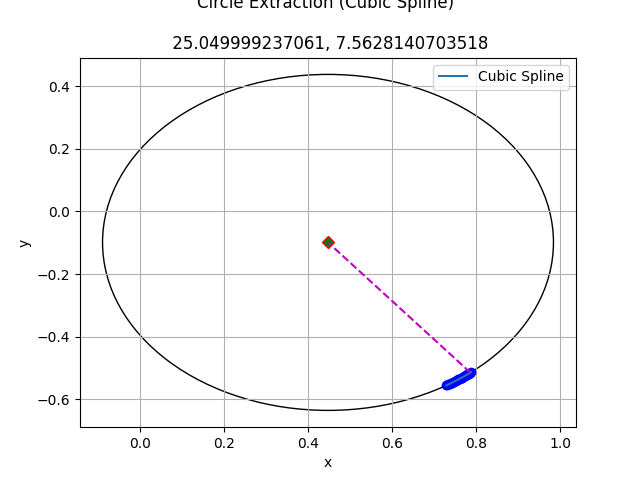 Circle Extraction (Cubic Spline)
25.049999237061, 7.5628140703518
Cubic Spline
0.4
0.2
0.0
−0.2
−0.4
−0.6
y
0.0 0.2 0.4 0.6 0.8 1.0
x